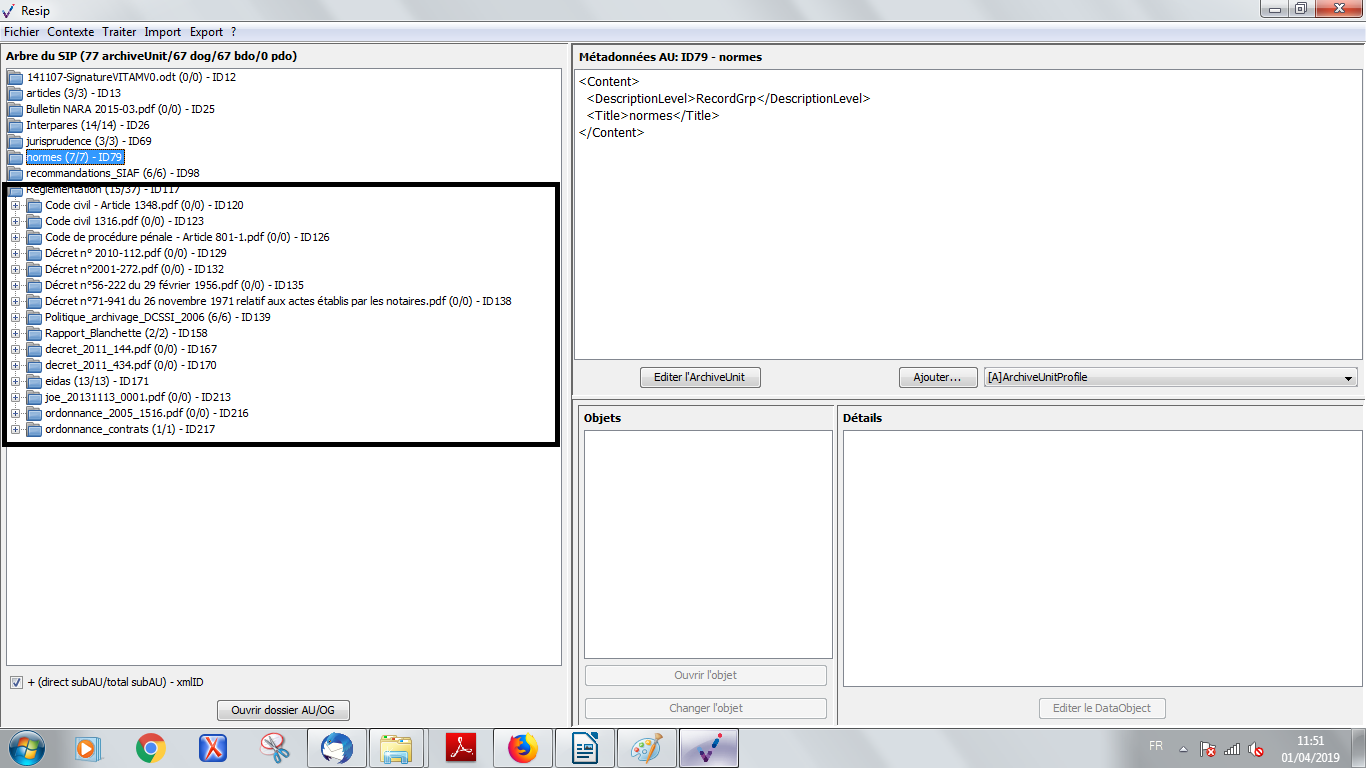 Resip
Fichier Contexte Traiter Import Export ?
Arbre du SIP (77 archiveUnit/67 dog/67 bdo/0 pdo)
141107-SignatureVITAMV0.odt (0/0) - ID12
articles (3/3) - ID13
Bulletin NARA 2015-03.pdf (0/0) - ID25
Interpares (14/14) - ID26
jurisprudence (3/3) - ID69
normes (7/7) - ID79
recommandations_SIAF (6/6) - ID98
Règlementation (15/37) - ID117
Code civil - Article 1348.pdf (0/0) - ID120
Code civil 1316.pdf (0/0) - ID123
Code de procédure pénale - Article 801-1.pdf (0/0) - ID126
Décret n° 2010-112.pdf (0/0) - ID129
Décret n°2001-272.pdf (0/0) - ID132
Décret n°56-222 du 29 février 1956.pdf (0/0) - ID135
Décret n°71-941 du 26 novembre 1971 relatif aux actes établis par les notaires.pdf (0/0) - ID138
Politique_archivage_DCSSI_2006 (6/6) - ID139
Rapport_Blanchette (2/2) - ID158
decret_2011_144.pdf (0/0) - ID167
decret_2011_434.pdf (0/0) - ID170
eidas (13/13) - ID171
joe_20131113_0001.pdf (0/0) - ID213
ordonnance_2005_1516.pdf (0/0) - ID216
ordonnance_contrats (1/1) - ID217
+ (direct subAU/total subAU) - xmlID
Ouvrir dossier AU/OG
Métadonnées AU: ID79 - normes
<Content>
<DescriptionLevel>RecordGrp</DescriptionLevel>
<Title>normes</Title>
</Content>
Editer l'ArchiveUnit
Ajouter...
[A]ArchiveUnitProfile
Objets
Détails
Ouvrir l'objet
Changer l'objet
Editer le DataObject
FR
11:51
01/04/2019